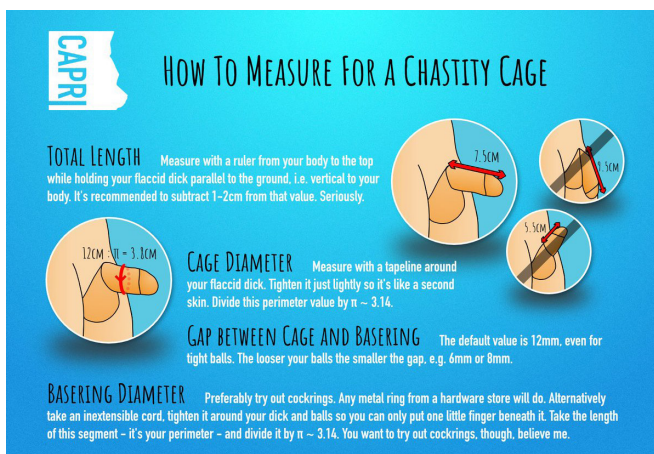 CAPRI
HOW TO MEASURE FOR A CHASTITY CAGE
TOTAL LENGTH Measure with a ruler from your body to the top
while holding your flaccid dick parallel to the ground, i.e. vertical to your
body. It's recommended to subtract 1-2cm from that value. Seriously.
7.5CM
9.5CM
5.5CM
12CM : π = 3.8CM
CAGE DIAMETER Measure with a tapeline around
your flaccid dick. Tighten it just lightly so it's like a second
skin. Divide this perimeter value by π ~ 3.14.
GAP BETWEEN CAGE AND BASERING The default value is 12mm, even for
tight balls. The looser your balls the smaller the gap, e.g. 6mm or 8mm.
BASERING DIAMETER Preferably try out cockrings. Any metal ring from a hardware store will do. Alternatively
take an inextensible cord, tighten it around your dick and balls so you can only put one little finger beneath it. Take the length
of this segment - it's your perimeter - and divide it by π ~ 3.14. You want to try out cockrings, though, believe me.